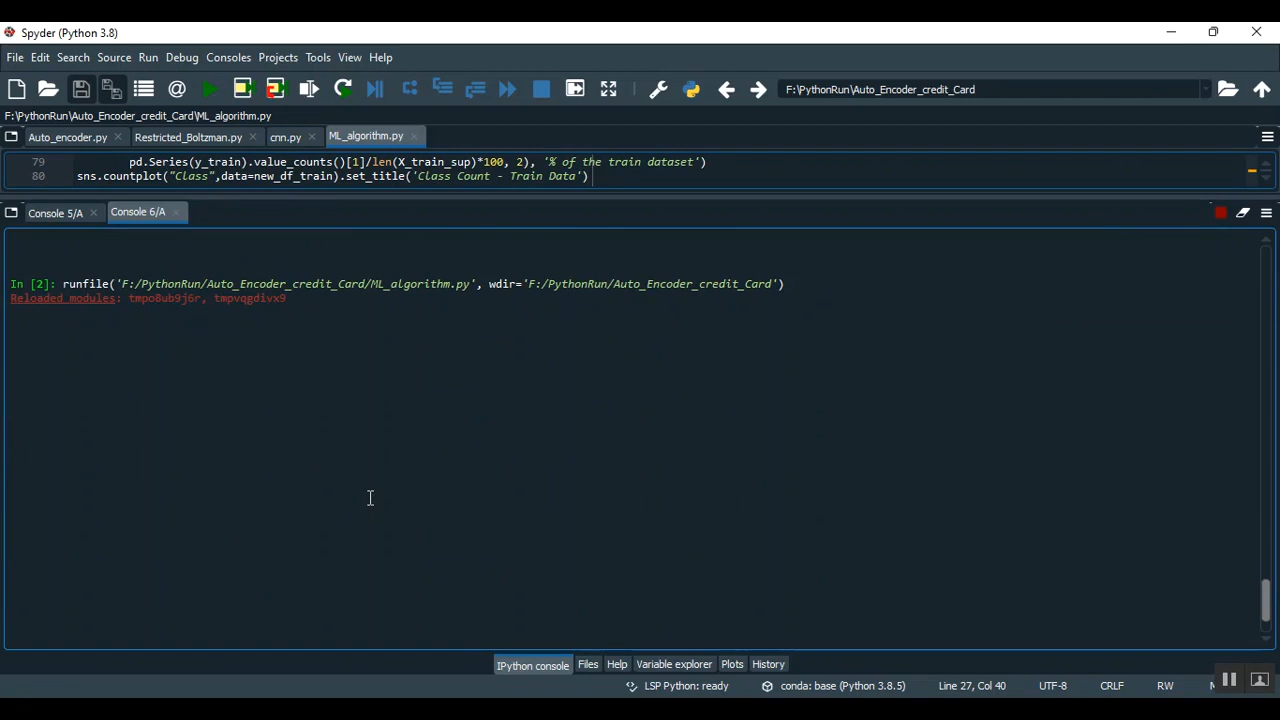 Spyder (Python 3.8)
File Edit Search Source Run Debug Consoles Projects Tools View Help
F:\PythonRun\Auto_Encoder_credit_Card
F:\PythonRun\Auto_Encoder_credit_Card\ML_algorithm.py
Auto_encoder.py Restricted_Boltzman.py cnn.py ML_algorithm.py
79 pd.Series(y_train).value_counts()[1]/len(X_train_sup)*100, 2), '% of the train dataset')
80 sns.countplot("Class",data=new_df_train).set_title('Class Count - Train Data')
Console 5/A Console 6/A
In [2]: runfile('F:/PythonRun/Auto_Encoder_credit_Card/ML_algorithm.py', wdir='F:/PythonRun/Auto_Encoder_credit_Card')
Reloaded modules: tmpo8ub9j6r, tmpvqgdivx9
IPython console Files Help Variable explorer Plots History
LSP Python: ready conda: base (Python 3.8.5) Line 27, Col 40 UTF-8 CRLF RW